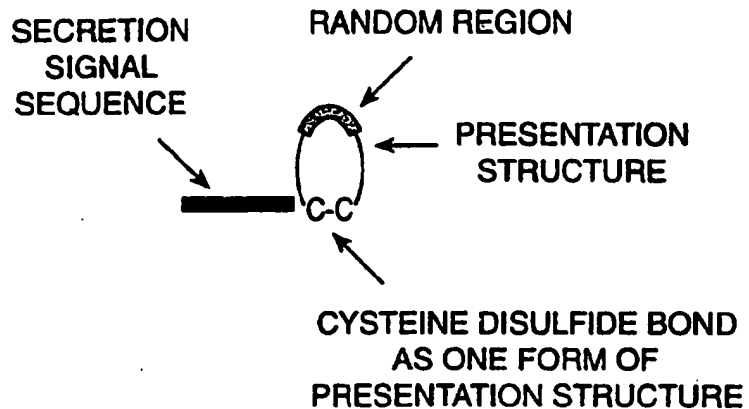 SECRETION
SIGNAL
SEQUENCE
RANDOM REGION
PRESENTATION
STRUCTURE
C-C
CYSTEINE DISULFIDE BOND
AS ONE FORM OF
PRESENTATION STRUCTURE